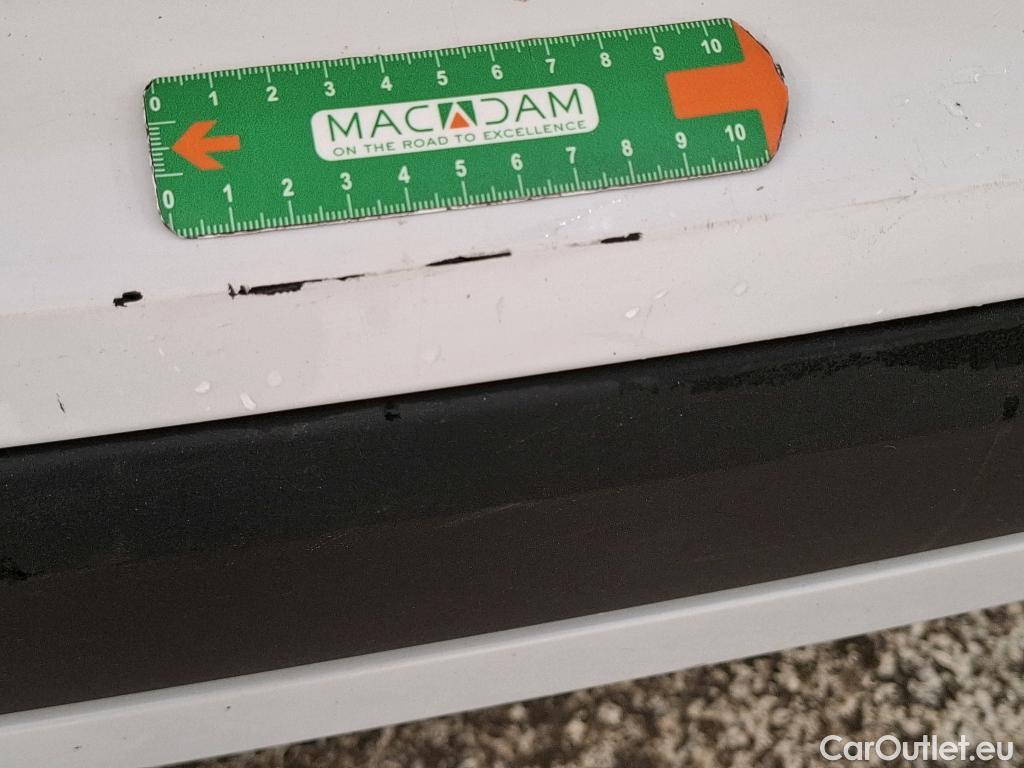 0 1 2 3 4 5 6 7 8 9 10
MACADAM
ON THE ROAD TO EXCELLENCE
0 1 2 3 4 5 6 7 8 9 10
CarOutlet.eu